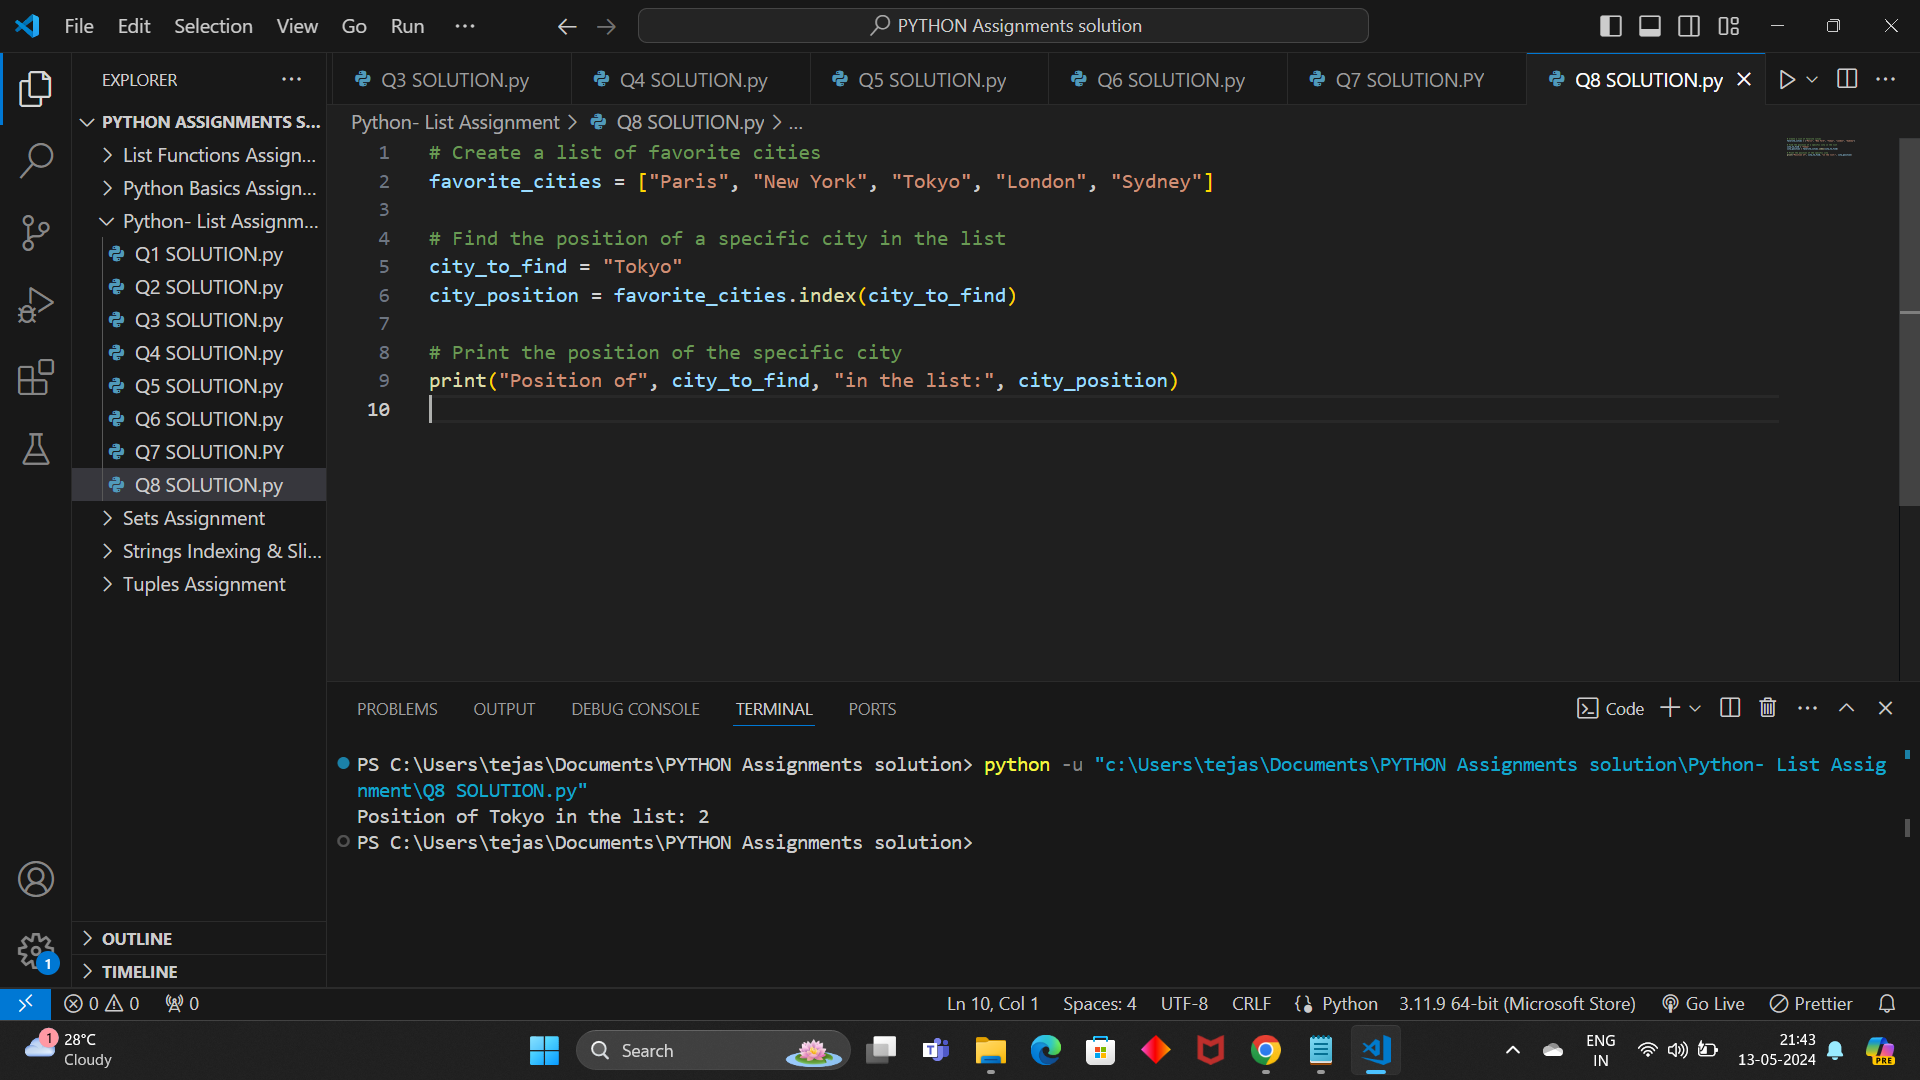 File Edit Selection View Go Run ···
PYTHON Assignments solution
EXPLORER
Q3 SOLUTION.py
Q4 SOLUTION.py
Q5 SOLUTION.py
Q6 SOLUTION.py
Q7 SOLUTION.PY
Q8 SOLUTION.py
PYTHON ASSIGNMENTS S...
List Functions Assign...
Python Basics Assign...
Python- List Assignm...
Q1 SOLUTION.py
Q2 SOLUTION.py
Q3 SOLUTION.py
Q4 SOLUTION.py
Q5 SOLUTION.py
Q6 SOLUTION.py
Q7 SOLUTION.PY
Q8 SOLUTION.py
Sets Assignment
Strings Indexing & Sli...
Tuples Assignment
OUTLINE
TIMELINE
Python- List Assignment > Q8 SOLUTION.py > ...
1 # Create a list of favorite cities
2 favorite_cities = ["Paris", "New York", "Tokyo", "London", "Sydney"]
3
4 # Find the position of a specific city in the list
5 city_to_find = "Tokyo"
6 city_position = favorite_cities.index(city_to_find)
7
8 # Print the position of the specific city
9 print("Position of", city_to_find, "in the list:", city_position)
10
PROBLEMS OUTPUT DEBUG CONSOLE TERMINAL PORTS
Code
PS C:\Users\tejas\Documents\PYTHON Assignments solution> python -u "c:\Users\tejas\Documents\PYTHON Assignments solution\Python- List Assig
nment\Q8 SOLUTION.py"
Position of Tokyo in the list: 2
PS C:\Users\tejas\Documents\PYTHON Assignments solution>
1
0 0 0
Ln 10, Col 1 Spaces: 4 UTF-8 CRLF Python 3.11.9 64-bit (Microsoft Store) Go Live Prettier
1
28°C
Cloudy
Search
ENG
IN
21:43
13-05-2024
PRE